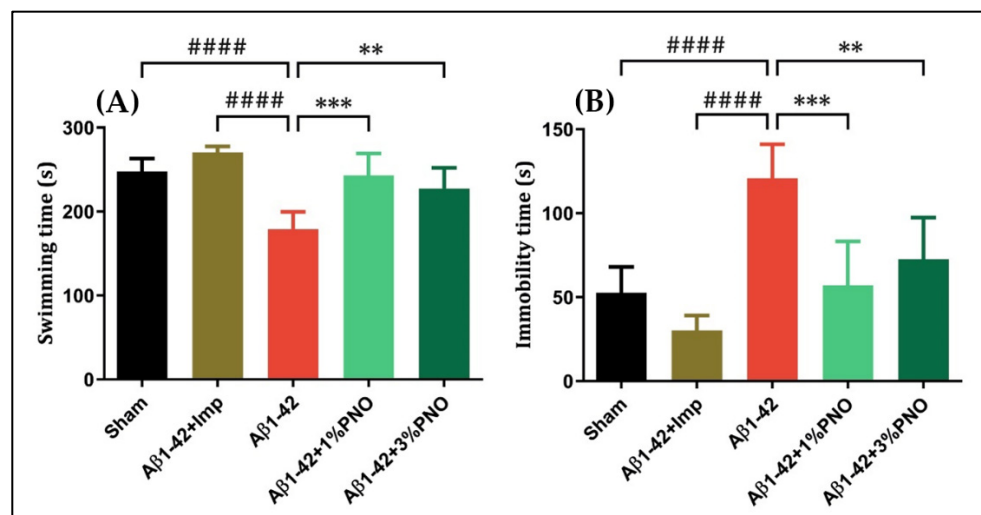 #### **
(A) #### ***
Swimming time (s)
300
200
100
0
Sham
Aβ1-42+Imp
Aβ1-42
Aβ1-42+1%PNO
Aβ1-42+3%PNO
#### **
(B) #### ***
Immobility time (s)
150
100
50
0
Sham
Aβ1-42+Imp
Aβ1-42
Aβ1-42+1%PNO
Aβ1-42+3%PNO